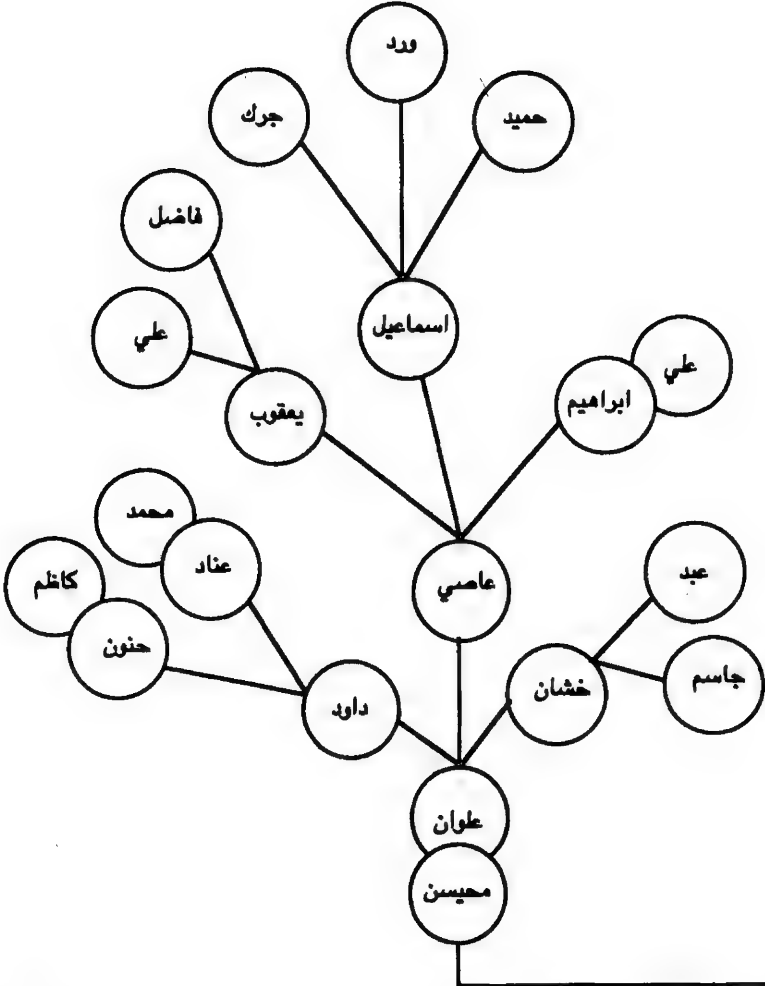 ورد
حميد
جرك
فاضل
اسماعيل
علي
علي
ابراهيم
يعقوب
محمد
عناد
عبد
كاظم
عاصي
حنون
جاسم
خشان
داود
علوان
محيسن